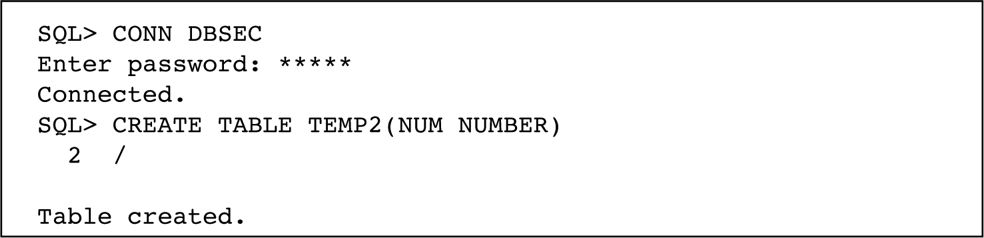 SQL> CONN DBSEC
Enter password: *****
Connected.
SQL> CREATE TABLE TEMP2(NUM NUMBER)
  2  /
Table created.